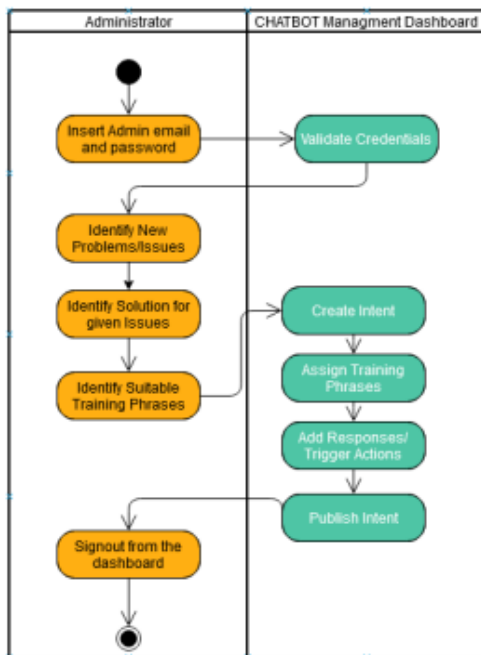 Administrator
CHATBOT Managment Dashboard
Insert Admin email
and password
Validate Credentials
Identify New
Problems/Issues
Identify Solution for
given Issues
Create Intent
Identify Suitable
Training Phrases
Assign Training
Phrases
Add Responses/
Trigger Actions
Publish Intent
Signout from the
dashboard